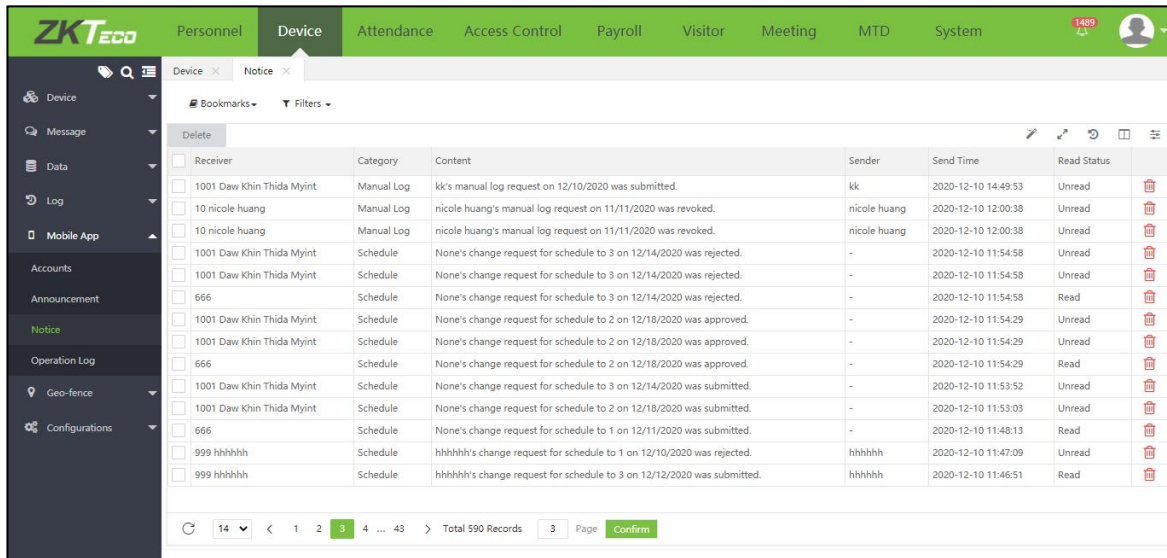 ZKTeco Personnel Device Attendance Access Control Payroll Visitor Meeting MTD System 1489
Device Notice
Device
Message
Data
Log
Mobile App
Accounts
Announcement
Notice
Operation Log
Geo-fence
Configurations
Bookmarks Filters
Delete
Receiver Category Content Sender Send Time Read Status
1001 Daw Khin Thida Myint Manual Log kk's manual log request on 12/10/2020 was submitted. kk 2020-12-10 14:49:53 Unread
10 nicole huang Manual Log nicole huang's manual log request on 11/11/2020 was revoked. nicole huang 2020-12-10 12:00:38 Unread
10 nicole huang Manual Log nicole huang's manual log request on 11/11/2020 was revoked. nicole huang 2020-12-10 12:00:38 Unread
1001 Daw Khin Thida Myint Schedule None's change request for schedule to 3 on 12/14/2020 was rejected. - 2020-12-10 11:54:58 Unread
1001 Daw Khin Thida Myint Schedule None's change request for schedule to 3 on 12/14/2020 was rejected. - 2020-12-10 11:54:58 Unread
666 Schedule None's change request for schedule to 3 on 12/14/2020 was rejected. - 2020-12-10 11:54:58 Read
1001 Daw Khin Thida Myint Schedule None's change request for schedule to 2 on 12/18/2020 was approved. - 2020-12-10 11:54:29 Unread
1001 Daw Khin Thida Myint Schedule None's change request for schedule to 2 on 12/18/2020 was approved. - 2020-12-10 11:54:29 Unread
666 Schedule None's change request for schedule to 2 on 12/18/2020 was approved. - 2020-12-10 11:54:29 Read
1001 Daw Khin Thida Myint Schedule None's change request for schedule to 3 on 12/14/2020 was submitted. - 2020-12-10 11:53:52 Unread
1001 Daw Khin Thida Myint Schedule None's change request for schedule to 2 on 12/18/2020 was submitted. - 2020-12-10 11:53:03 Unread
666 Schedule None's change request for schedule to 1 on 12/11/2020 was submitted. - 2020-12-10 11:48:13 Read
999 hhhhhh Schedule hhhhhh's change request for schedule to 1 on 12/10/2020 was rejected. hhhhhh 2020-12-10 11:47:09 Unread
999 hhhhhh Schedule hhhhhh's change request for schedule to 3 on 12/12/2020 was submitted. hhhhhh 2020-12-10 11:46:51 Read
14 < 1 2 3 4 ... 43 > Total 590 Records 3 Page Confirm